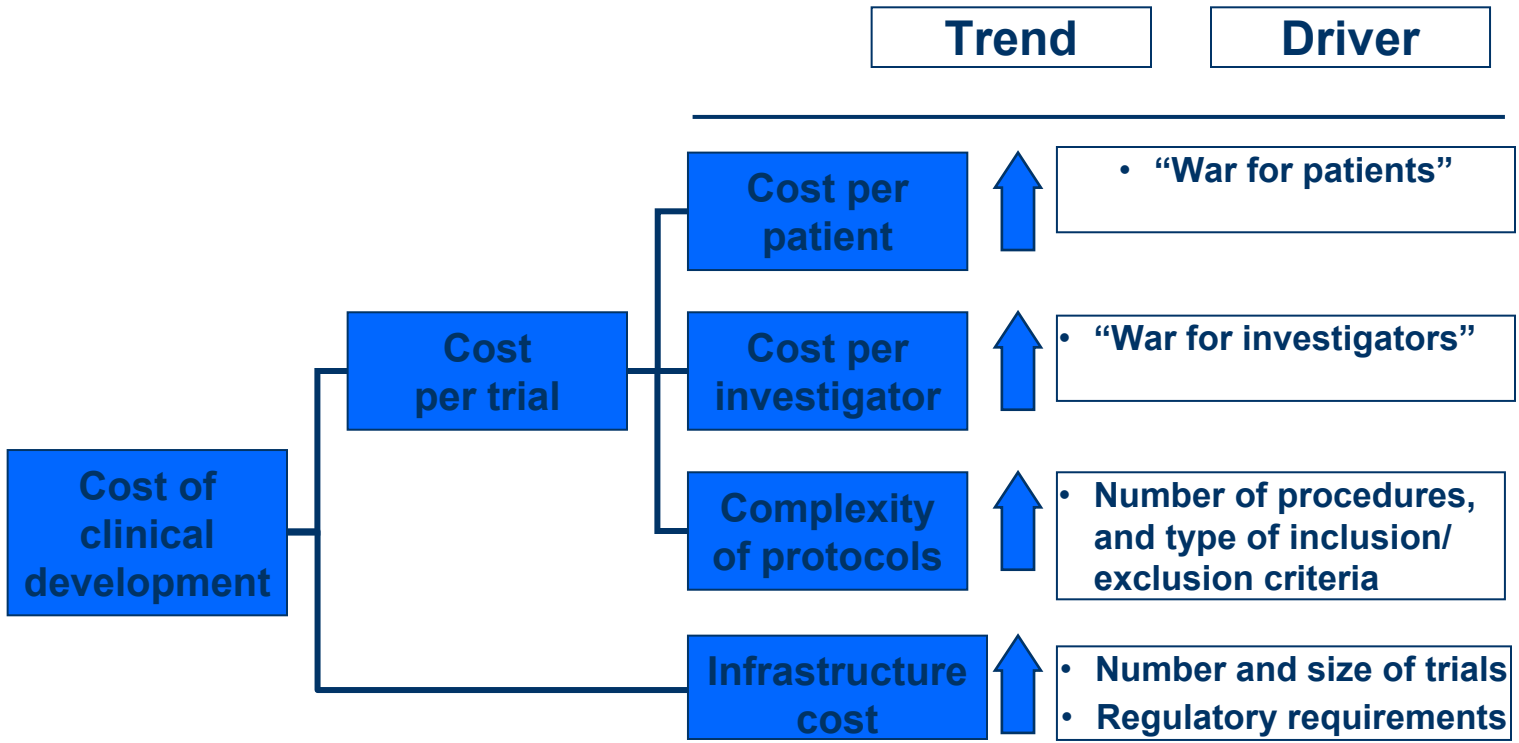 Trend
Driver
Cost per
patient
• “War for patients”
Cost
per trial
Cost per
investigator
• “War for investigators”
Cost of
clinical
development
Complexity
of protocols
• Number of procedures,
and type of inclusion/
exclusion criteria
Infrastructure
cost
• Number and size of trials
• Regulatory requirements